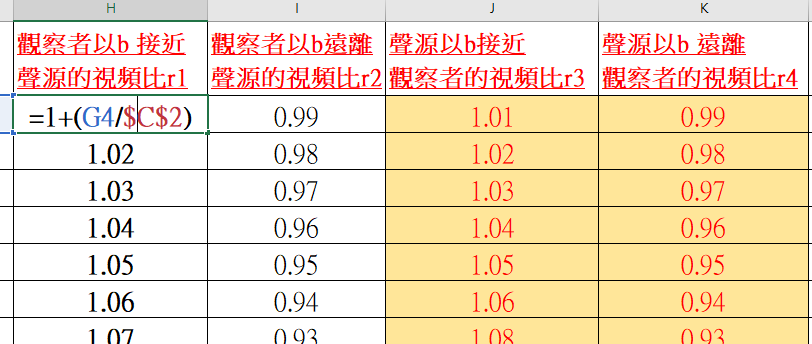 H I J K
觀察者以b 接近 觀察者以b遠離 聲源以b接近 聲源以b 遠離
聲源的視頻比r1 聲源的視頻比r2 觀察者的視頻比r3 觀察者的視頻比r4
=1+(G4/$C$2) 0.99 1.01 0.99
1.02 0.98 1.02 0.98
1.03 0.97 1.03 0.97
1.04 0.96 1.04 0.96
1.05 0.95 1.05 0.95
1.06 0.94 1.06 0.94
1.07 0.93 1.08 0.93